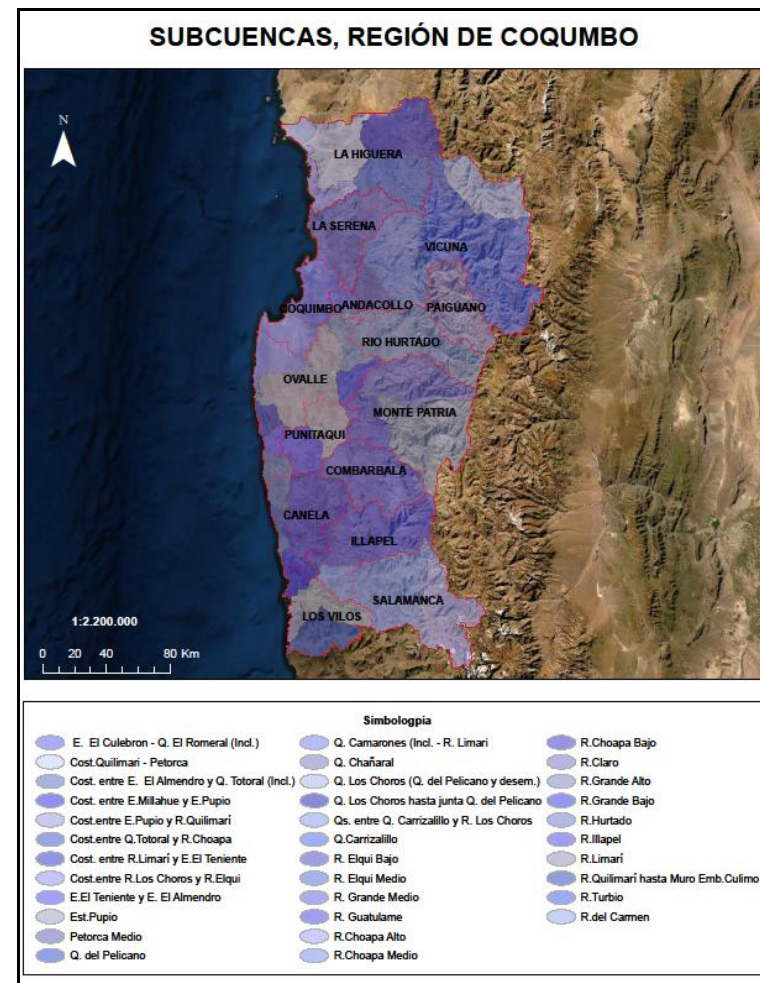 SUBCUENCAS, REGIÓN DE COQUMBO
N
LA HIGUERA
LA SERENA
VICUNA
COQUIMBO
ANDACOLLO
PAIGUANO
RIO HURTADO
OVALLE
MONTE PATRIA
PUNITAQUI
COMBARBALA
CANELA
ILLAPEL
SALAMANCA
LOS VILOS
1:2.200.000
0 20 40 80 Km
Simbologpia
E. El Culebron - Q. El Romeral (Incl.)
Cost.Quilimari - Petorca
Cost. entre E. El Almendro y Q. Totoral (Incl.)
Cost. entre E.Millahue y E.Pupio
Cost.entre E.Pupio y R.Quilimarí
Cost.entre Q.Totoral y R.Choapa
Cost. entre R.Limarí y E.El Teniente
Cost.entre R.Los Choros y R.Elqui
E.El Teniente y E. El Almendro
Est.Pupio
Petorca Medio
Q. del Pelicano
Q. Camarones (Incl. - R. Limari
Q. Chañaral
Q. Los Choros (Q. del Pelicano y desem.)
Q. Los Choros hasta junta Q. del Pelicano
Qs. entre Q. Carrizalillo y R. Los Choros
Q.Carrizalillo
R. Elqui Bajo
R. Elqui Medio
R. Grande Medio
R. Guatulame
R.Choapa Alto
R.Choapa Medio
R.Choapa Bajo
R.Claro
R.Grande Alto
R.Grande Bajo
R.Hurtado
R.Illapel
R.Limarí
R.Quilimarí hasta Muro Emb.Culimo
R.Turbio
R.del Carmen